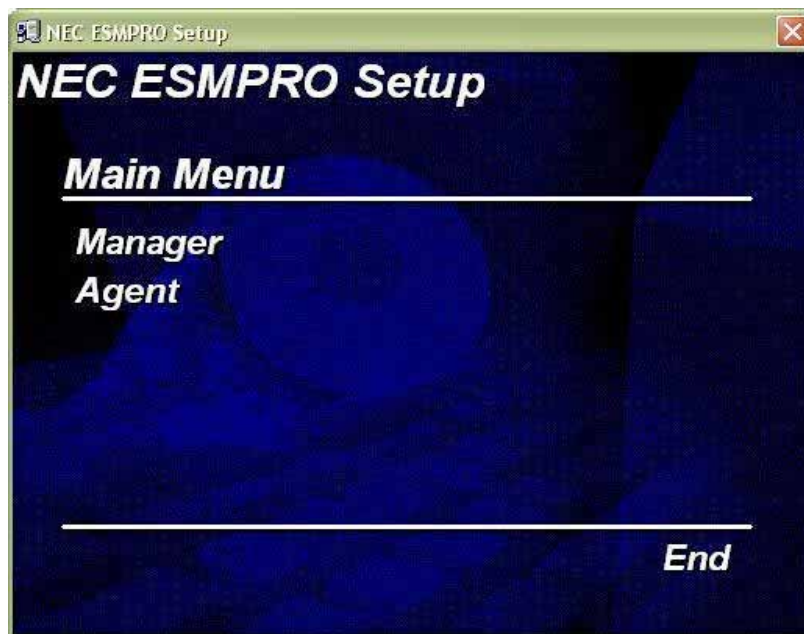 NEC ESMPRO Setup
NEC ESMPRO Setup
Main Menu
Manager
Agent
End